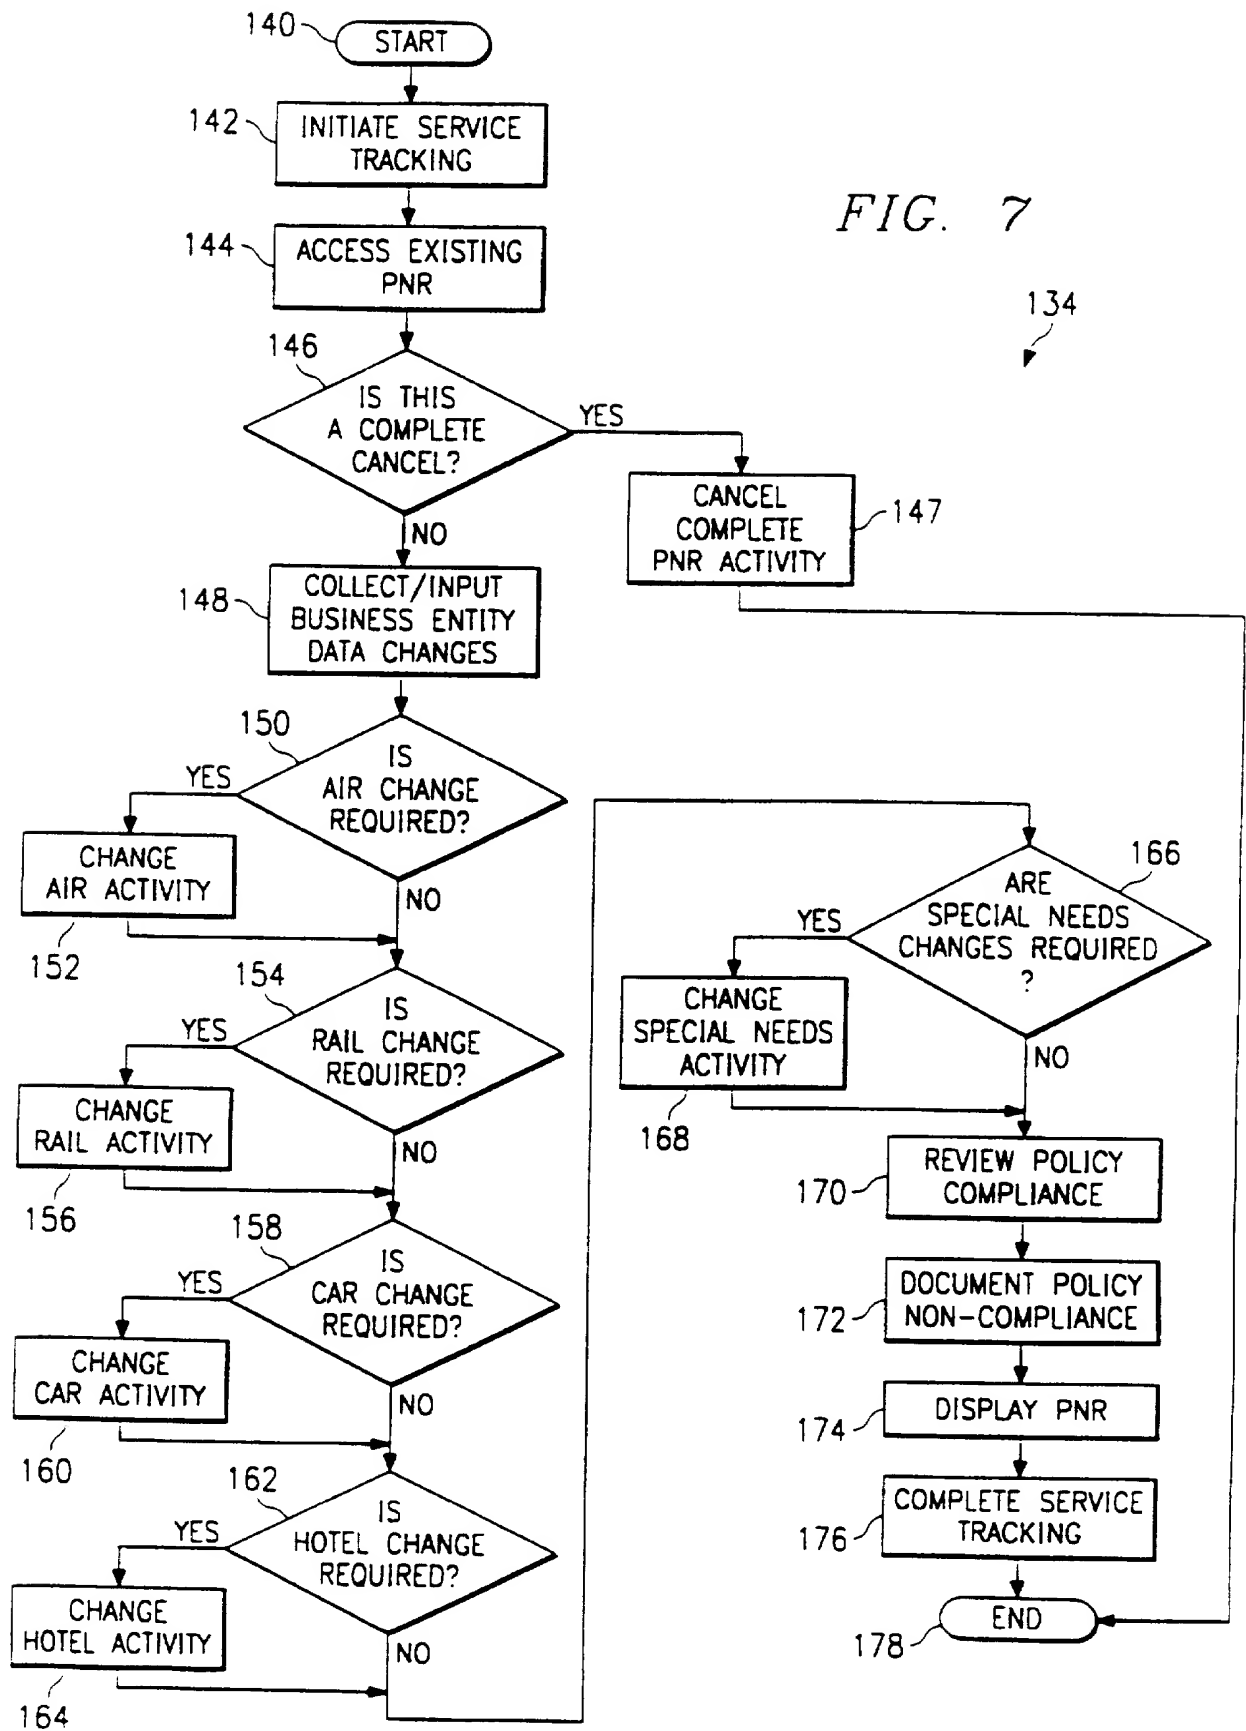 140
START
142
INITIATE SERVICE
TRACKING
FIG. 7
144
ACCESS EXISTING
PNR
134
146
IS THIS
A COMPLETE
CANCEL?
YES
CANCEL
COMPLETE
PNR ACTIVITY
147
NO
148
COLLECT/INPUT
BUSINESS ENTITY
DATA CHANGES
150
IS
AIR CHANGE
REQUIRED?
YES
CHANGE
AIR ACTIVITY
152
NO
154
IS
RAIL CHANGE
REQUIRED?
YES
CHANGE
RAIL ACTIVITY
156
NO
158
IS
CAR CHANGE
REQUIRED?
YES
CHANGE
CAR ACTIVITY
160
NO
162
IS
HOTEL CHANGE
REQUIRED?
YES
CHANGE
HOTEL ACTIVITY
164
NO
166
ARE
SPECIAL NEEDS
CHANGES REQUIRED
?
YES
CHANGE
SPECIAL NEEDS
ACTIVITY
168
NO
170
REVIEW POLICY
COMPLIANCE
172
DOCUMENT POLICY
NON-COMPLIANCE
174
DISPLAY PNR
176
COMPLETE SERVICE
TRACKING
178
END